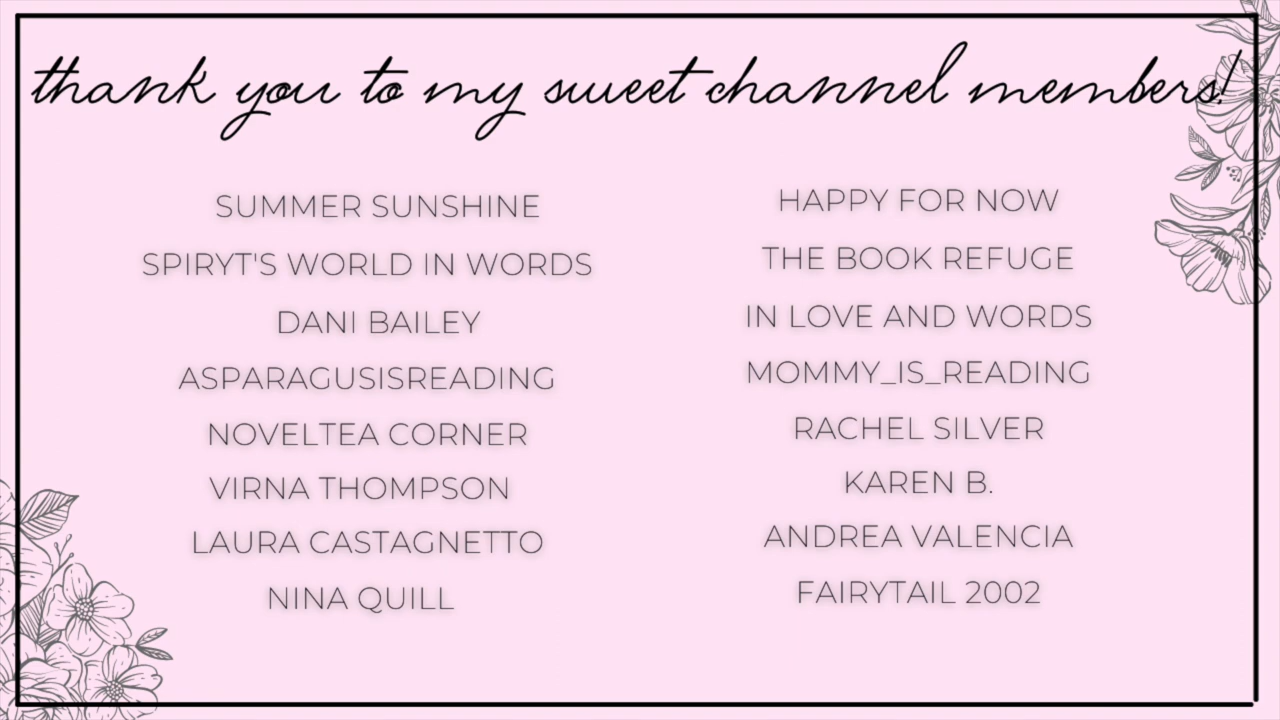 thank you to my sweet channel members!
SUMMER SUNSHINE
SPIRYT'S WORLD IN WORDS
DANI BAILEY
ASPARAGUSISREADING
NOVELTEA CORNER
VIRNA THOMPSON
LAURA CASTAGNETTO
NINA QUILL
HAPPY FOR NOW
THE BOOK REFUGE
IN LOVE AND WORDS
MOMMY_IS_READING
RACHEL SILVER
KAREN B.
ANDREA VALENCIA
FAIRYTAIL 2002